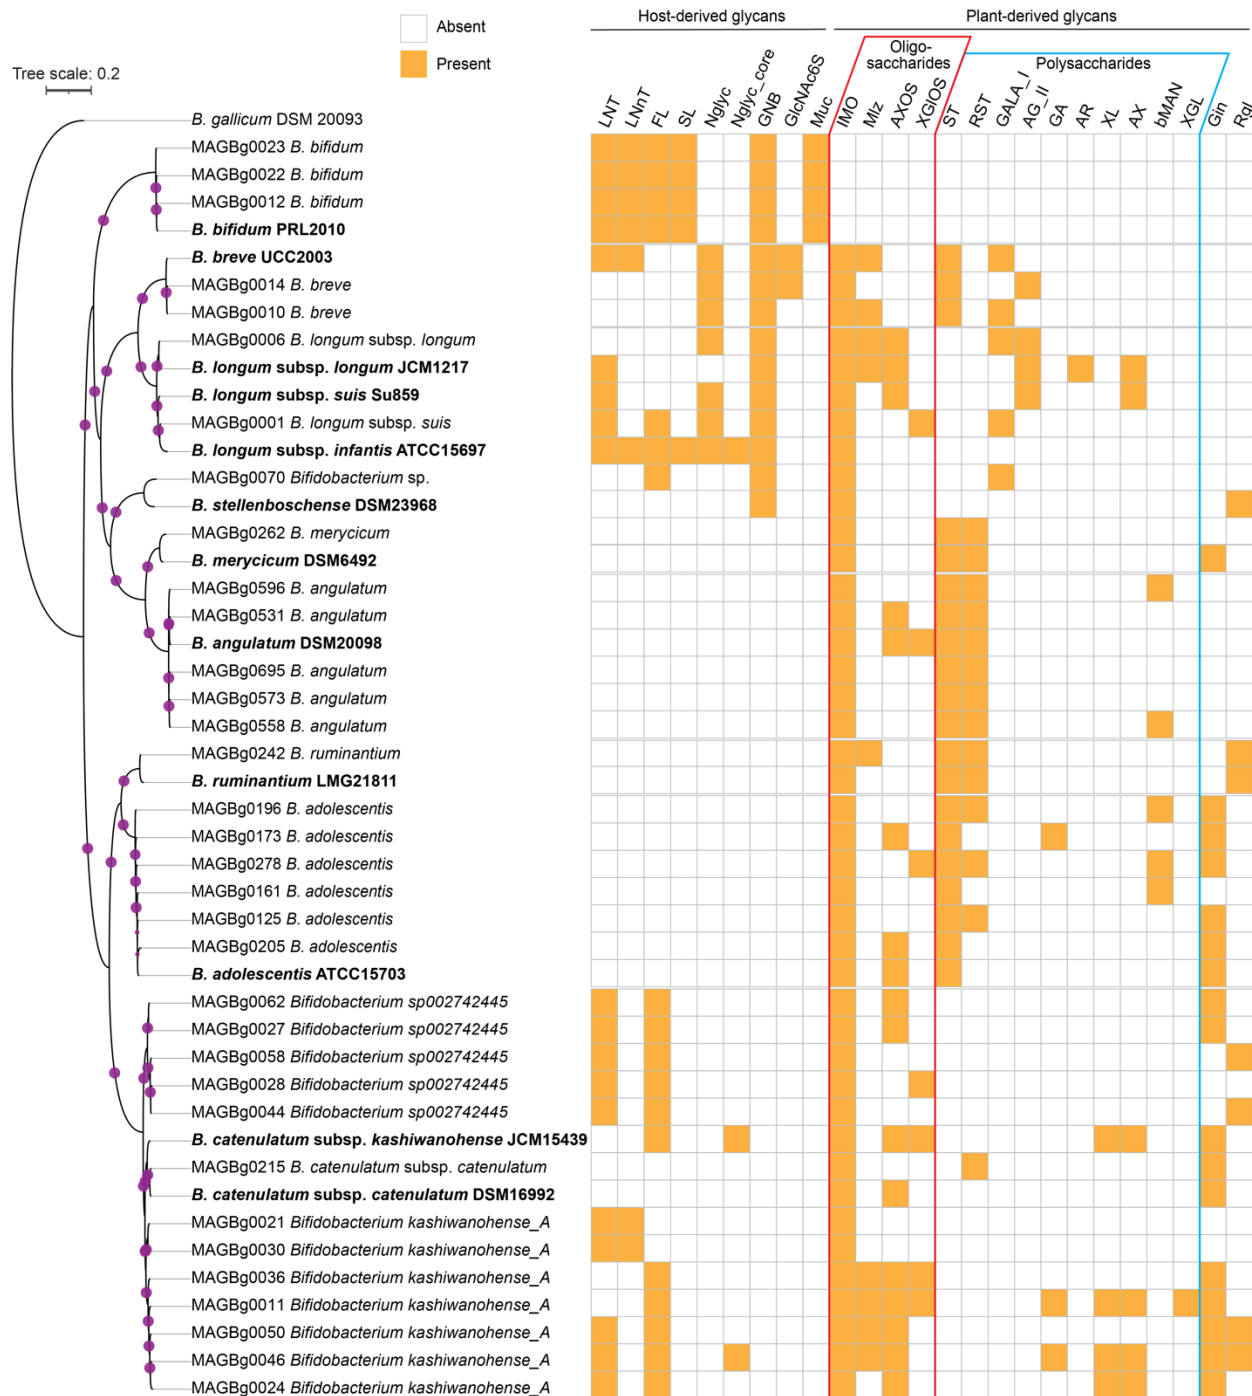 Absent
Present
Tree scale: 0.2
Host-derived glycans
Plant-derived glycans
Oligo-
saccharides
Polysaccharides
LNT
LNnT
FL
SL
Nglyc
Nglyc_core
GNB
GlcNAc6S
Muc
IMO
Mlz
AXOS
XGlOS
ST
RST
GALA_I
AG_II
GA
AR
XL
AX
bMAN
XGL
Gin
Rgl
B. gallicum DSM 20093
MAGBg0023 B. bifidum
MAGBg0022 B. bifidum
MAGBg0012 B. bifidum
B. bifidum PRL2010
B. breve UCC2003
MAGBg0014 B. breve
MAGBg0010 B. breve
MAGBg0006 B. longum subsp. longum
B. longum subsp. longum JCM1217
B. longum subsp. suis Su859
MAGBg0001 B. longum subsp. suis
B. longum subsp. infantis ATCC15697
MAGBg0070 Bifidobacterium sp.
B. stellenboschense DSM23968
MAGBg0262 B. merycicum
B. merycicum DSM6492
MAGBg0596 B. angulatum
MAGBg0531 B. angulatum
B. angulatum DSM20098
MAGBg0695 B. angulatum
MAGBg0573 B. angulatum
MAGBg0558 B. angulatum
MAGBg0242 B. ruminantium
B. ruminantium LMG21811
MAGBg0196 B. adolescentis
MAGBg0173 B. adolescentis
MAGBg0278 B. adolescentis
MAGBg0161 B. adolescentis
MAGBg0125 B. adolescentis
MAGBg0205 B. adolescentis
B. adolescentis ATCC15703
MAGBg0062 Bifidobacterium sp002742445
MAGBg0027 Bifidobacterium sp002742445
MAGBg0058 Bifidobacterium sp002742445
MAGBg0028 Bifidobacterium sp002742445
MAGBg0044 Bifidobacterium sp002742445
B. catenulatum subsp. kashiwanohense JCM15439
MAGBg0215 B. catenulatum subsp. catenulatum
B. catenulatum subsp. catenulatum DSM16992
MAGBg0021 Bifidobacterium kashiwanohense_A
MAGBg0030 Bifidobacterium kashiwanohense_A
MAGBg0036 Bifidobacterium kashiwanohense_A
MAGBg0011 Bifidobacterium kashiwanohense_A
MAGBg0050 Bifidobacterium kashiwanohense_A
MAGBg0046 Bifidobacterium kashiwanohense_A
MAGBg0024 Bifidobacterium kashiwanohense_A